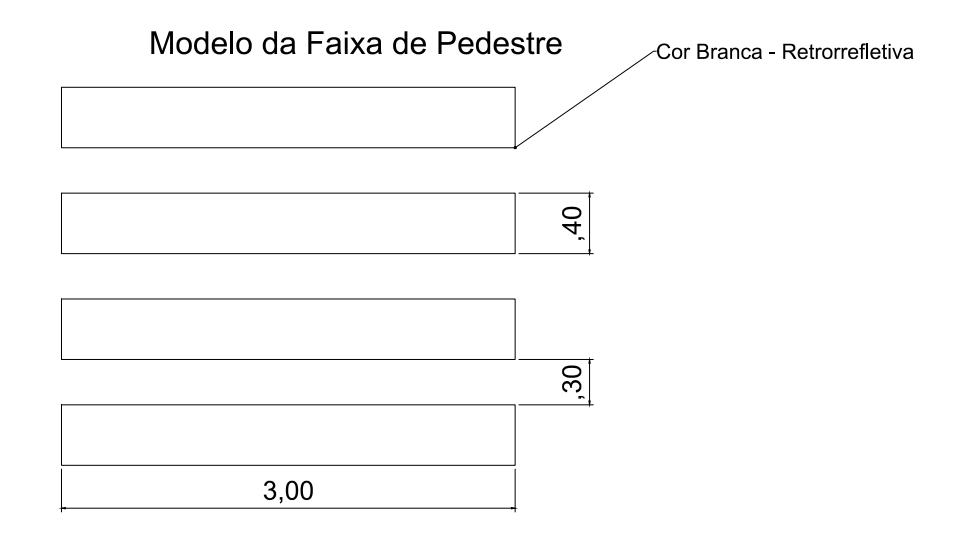 Modelo da Faixa de Pedestre
Cor Branca - Retrorrefletiva
,40
,30
3,00